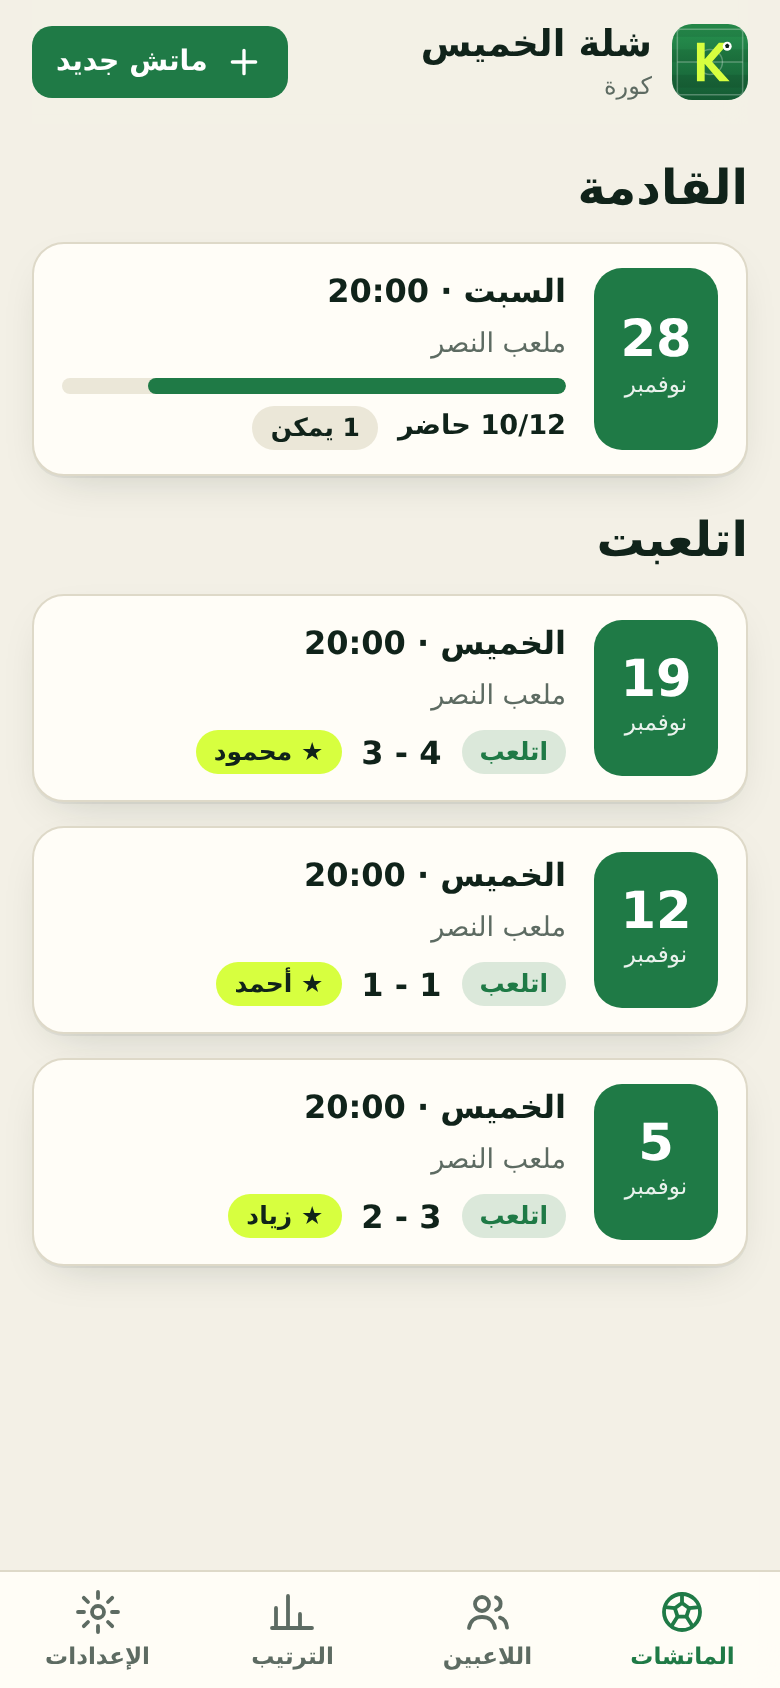 K
شلة الخميس
كورة
ماتش جديد
القادمة
28
نوفمبر
السبت · 20:00
ملعب النصر
10/12 حاضر
1 يمكن
اتلعبت
19
نوفمبر
الخميس · 20:00
ملعب النصر
اتلعب
4 - 3
★ محمود
12
نوفمبر
الخميس · 20:00
ملعب النصر
اتلعب
1 - 1
★ أحمد
5
نوفمبر
الخميس · 20:00
ملعب النصر
اتلعب
3 - 2
★ زياد
الماتشات
اللاعبين
الترتيب
الإعدادات